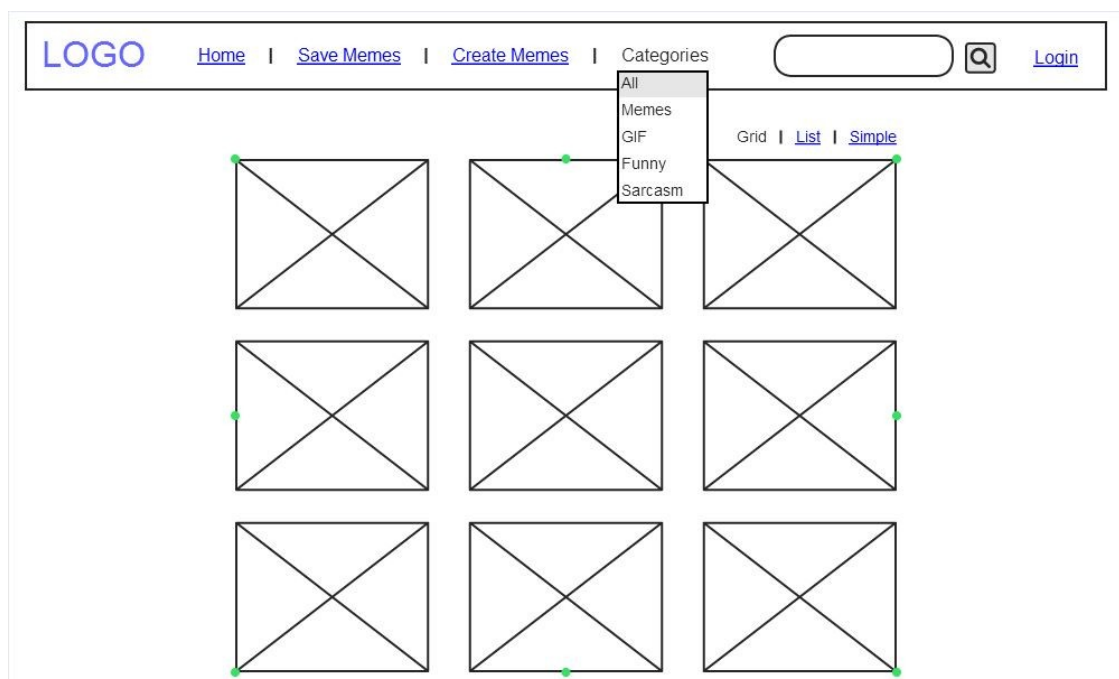 LOGO Home | Save Memes | Create Memes | Categories Login
All
Memes
GIF
Funny
Sarcasm
Grid | List | Simple